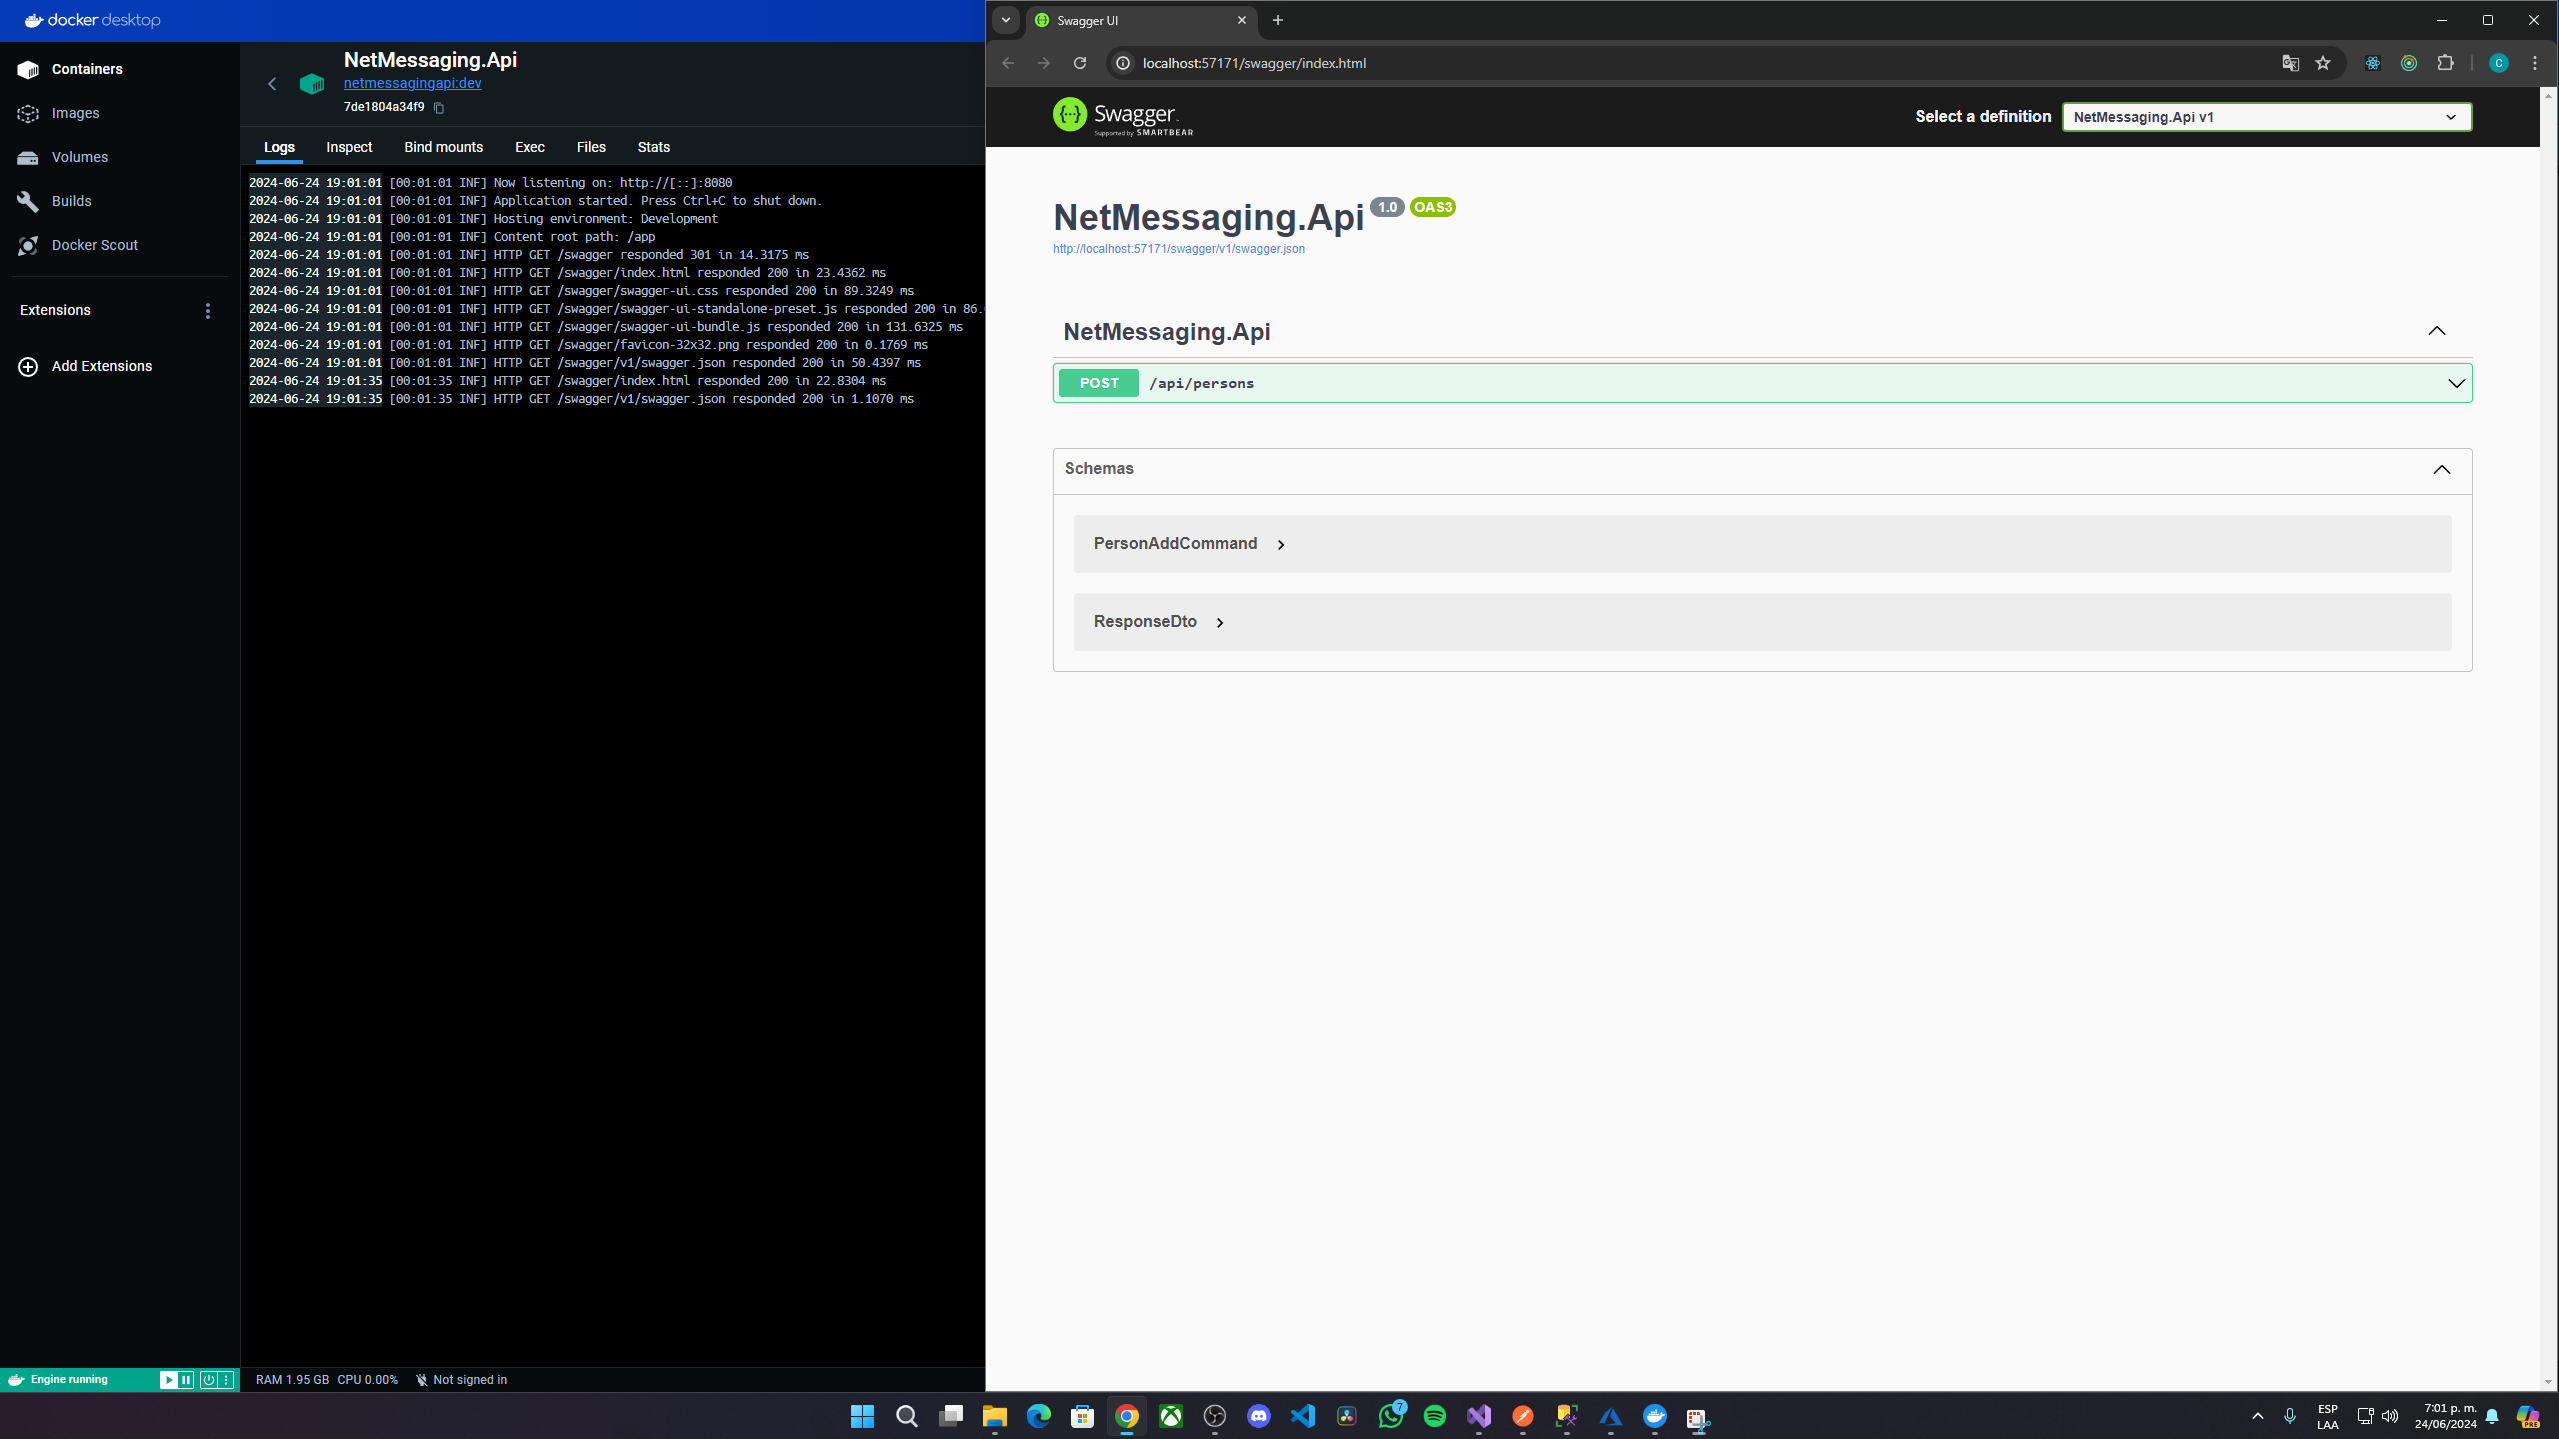 docker desktop
Containers
Images
Volumes
Builds
Docker Scout
Extensions
Add Extensions
NetMessaging.Api
netmessagingapi:dev
7de1804a34f9
Logs Inspect Bind mounts Exec Files Stats
2024-06-24 19:01:01 [00:01:01 INF] Now listening on: http://[::]:8080
2024-06-24 19:01:01 [00:01:01 INF] Application started. Press Ctrl+C to shut down.
2024-06-24 19:01:01 [00:01:01 INF] Hosting environment: Development
2024-06-24 19:01:01 [00:01:01 INF] Content root path: /app
2024-06-24 19:01:01 [00:01:01 INF] HTTP GET /swagger responded 301 in 14.3175 ms
2024-06-24 19:01:01 [00:01:01 INF] HTTP GET /swagger/index.html responded 200 in 23.4362 ms
2024-06-24 19:01:01 [00:01:01 INF] HTTP GET /swagger/swagger-ui.css responded 200 in 89.3249 ms
2024-06-24 19:01:01 [00:01:01 INF] HTTP GET /swagger/swagger-ui-standalone-preset.js responded 200 in 86.
2024-06-24 19:01:01 [00:01:01 INF] HTTP GET /swagger/swagger-ui-bundle.js responded 200 in 131.6325 ms
2024-06-24 19:01:01 [00:01:01 INF] HTTP GET /swagger/favicon-32x32.png responded 200 in 0.1769 ms
2024-06-24 19:01:01 [00:01:01 INF] HTTP GET /swagger/v1/swagger.json responded 200 in 50.4397 ms
2024-06-24 19:01:35 [00:01:35 INF] HTTP GET /swagger/index.html responded 200 in 22.8304 ms
2024-06-24 19:01:35 [00:01:35 INF] HTTP GET /swagger/v1/swagger.json responded 200 in 1.1070 ms
Engine running
RAM 1.95 GB CPU 0.00% Not signed in
Swagger UI
localhost:57171/swagger/index.html
C
Swagger
Supported by SMARTBEAR
Select a definition
NetMessaging.Api v1
NetMessaging.Api 1.0 OAS3
http://localhost:57171/swagger/v1/swagger.json
NetMessaging.Api
POST /api/persons
Schemas
PersonAddCommand
ResponseDto
7
ESP
LAA
7:01 p. m.
24/06/2024
PRE